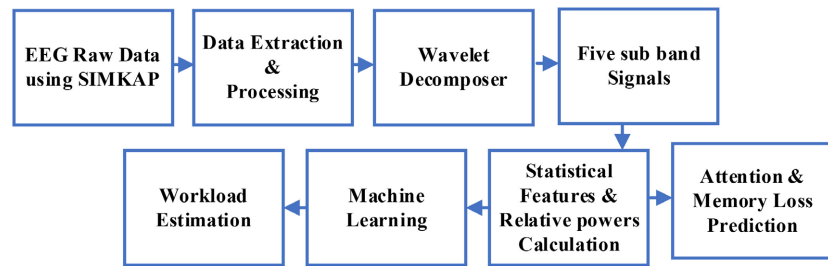 EEG Raw Data
using SIMKAP
Data Extraction
&
Processing
Wavelet
Decomposer
Five sub band
Signals
Workload
Estimation
Machine
Learning
Statistical
Features &
Relative powers
Calculation
Attention &
Memory Loss
Prediction